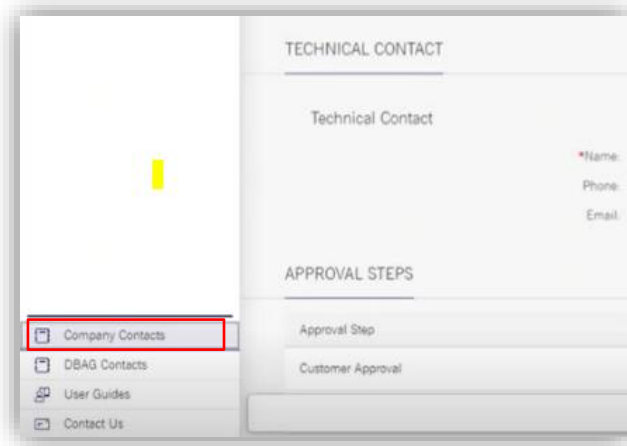 TECHNICAL CONTACT
Technical Contact
*Name:
Phone:
Email:
APPROVAL STEPS
Approval Step
Customer Approval
Company Contacts
DBAG Contacts
User Guides
Contact Us